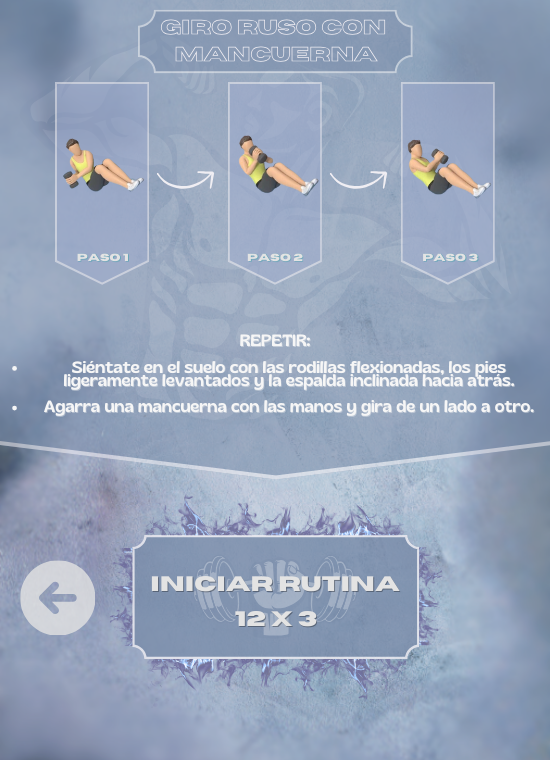 GIRO RUSO CON
MANCUERNA
PASO 1
PASO 2
PASO 3
REPETIR:
• Siéntate en el suelo con las rodillas flexionadas, los pies
ligeramente levantados y la espalda inclinada hacia atrás.
• Agarra una mancuerna con las manos y gira de un lado a otro.
INICIAR RUTINA
12 X 3